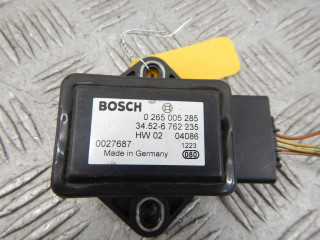 BOSCH
0 265 005 285
34.52-6 762 235
HW 02 04086
0027687 1223
Made in Germany 080